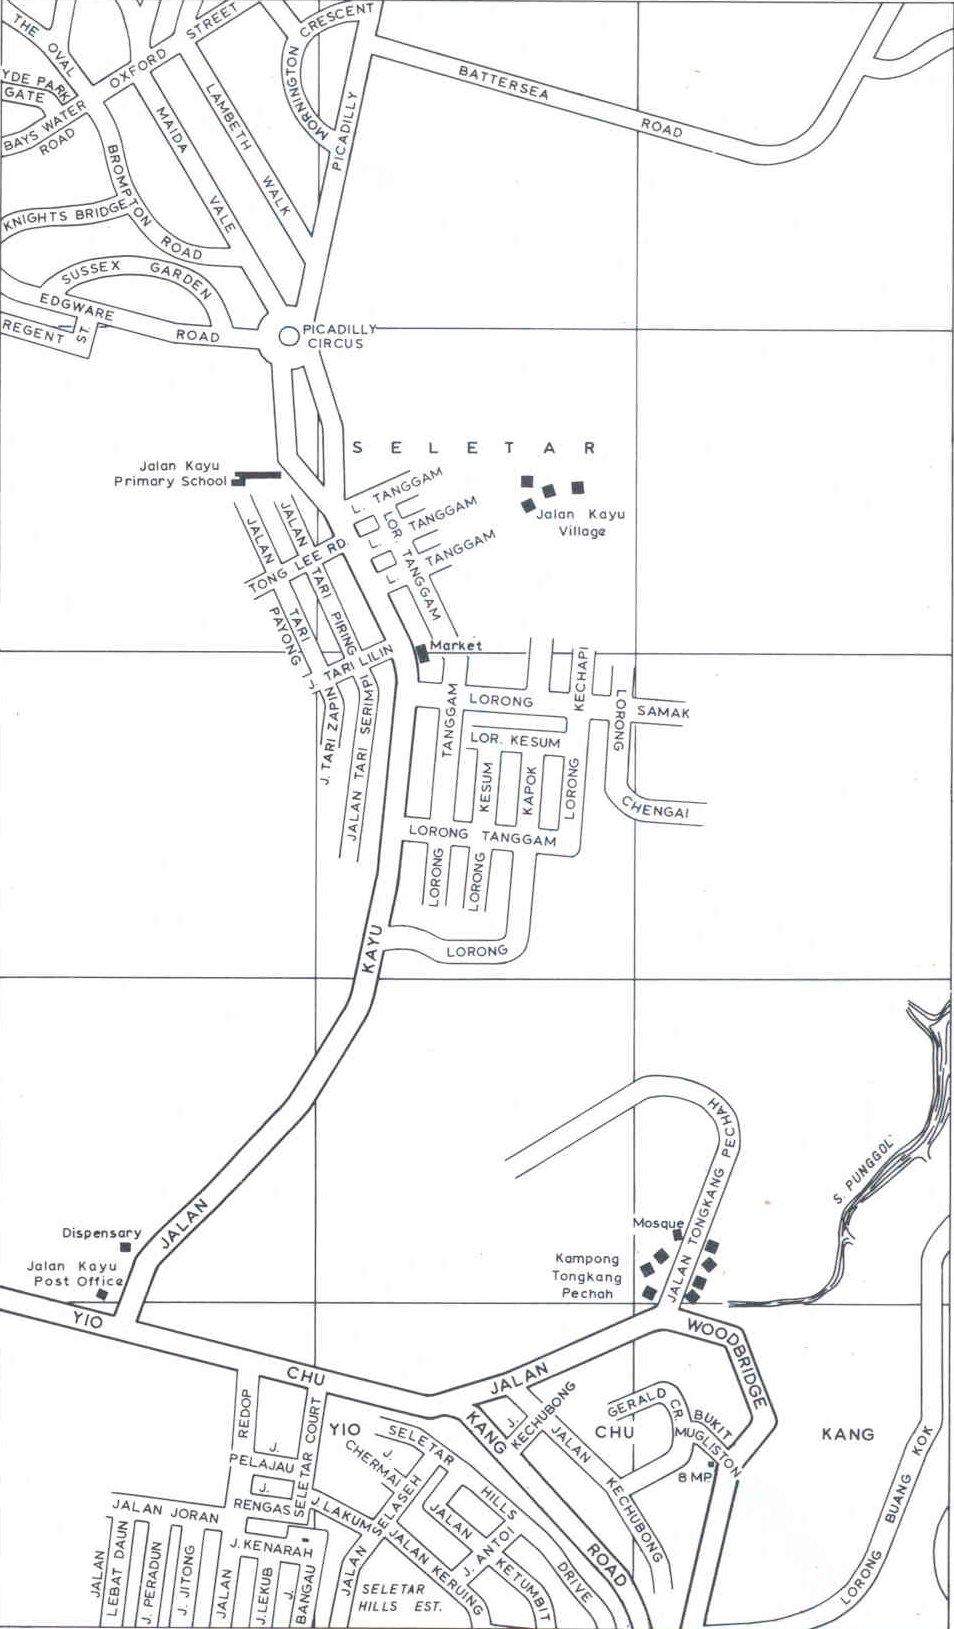 THE OVAL
OXFORD STREET
MORNINGTON CRESCENT
PICADILLY
BATTERSEA ROAD
YDE PARK
GATE
BAYS WATER
ROAD
MAIDA VALE
LAMBETH WALK
BROMPTON ROAD
KNIGHTS BRIDGE
SUSSEX GARDEN
EDGWARE ROAD
REGENT ST.
PICADILLY
CIRCUS
SELETAR
Jalan Kayu
Primary School
L. TANGGAM
LOR. TANGGAM
L. TANGGAM
L. TANGGAM
TANGGAM
Jalan Kayu
Village
JALAN TARI PAYONG
JALAN TARI PIRING
TONG LEE RD.
J. TARI LILIN
J. TARI ZAPIN
JALAN TARI SERIMPI
Market
LORONG
KECHAPI
LORONG
SAMAK
TANGGAM
LOR. KESUM
KESUM
KAPOK
LORONG
CHENGAI
LORONG TANGGAM
LORONG
LORONG
LORONG
KAYU
JALAN
S. PUNGGOL
JALAN TONGKANG PECHAH
Mosque
Kampong
Tongkang
Pechah
Dispensary
Jalan Kayu
Post Office
YIO
CHU
JALAN
WOODBRIDGE
KANG
ROAD
REDOP
SELETAR COURT
YIO
CHU
KANG
J. KECHUBONG
JALAN KECHUBONG
GERALD CR.
BUKIT
MUGLISTON
8 MP.
LORONG BUANG KOK
SELETAR HILLS DRIVE
J. CHERMAI
J. PELAJAU
J. RENGAS
J. LAKUM
JALAN SELASEH
JALAN JORAN
J. KENARAH
JALAN KERUING
JALAN KETUMBIT
J. ANTOI
JALAN
LEBAT DAUN
J. PERADUN
J. JITONG
JALAN
J. LEKUB
J. BANGAU
SELETAR
HILLS EST.